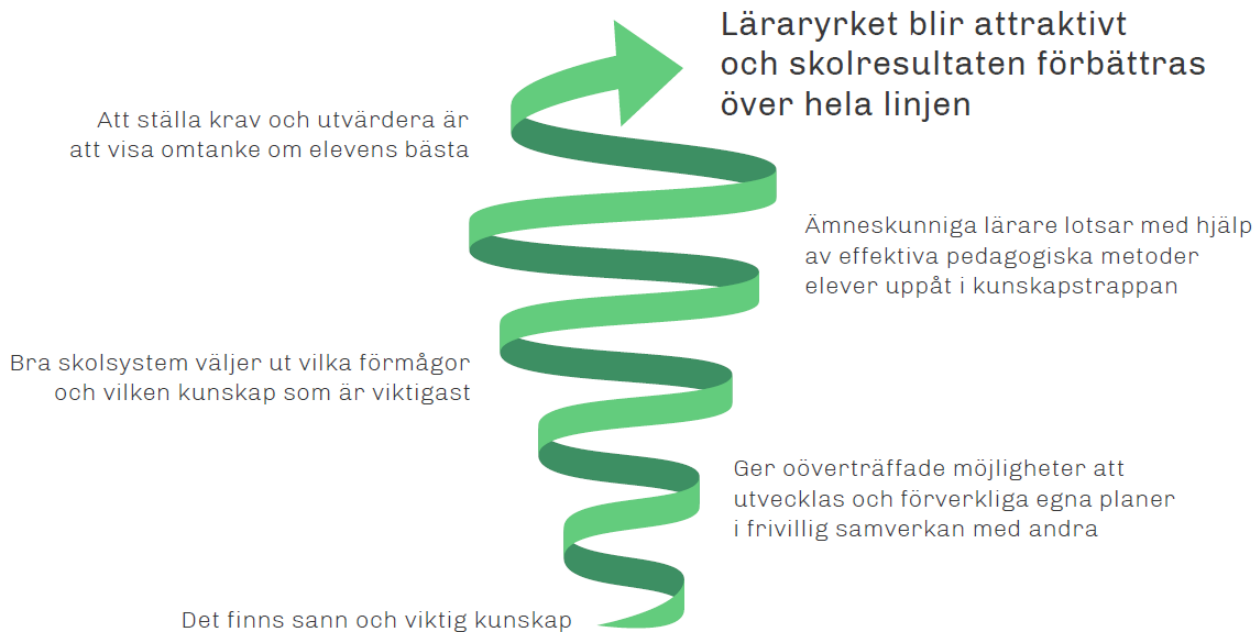 Läraryrket blir attraktivt
och skolresultaten förbättras
över hela linjen
Att ställa krav och utvärdera är
att visa omtanke om elevens bästa
Ämneskunniga lärare lotsar med hjälp
av effektiva pedagogiska metoder
elever uppåt i kunskapstrappan
Bra skolsystem väljer ut vilka förmågor
och vilken kunskap som är viktigast
Ger oöverträffade möjligheter att
utvecklas och förverkliga egna planer
i frivillig samverkan med andra
Det finns sann och viktig kunskap